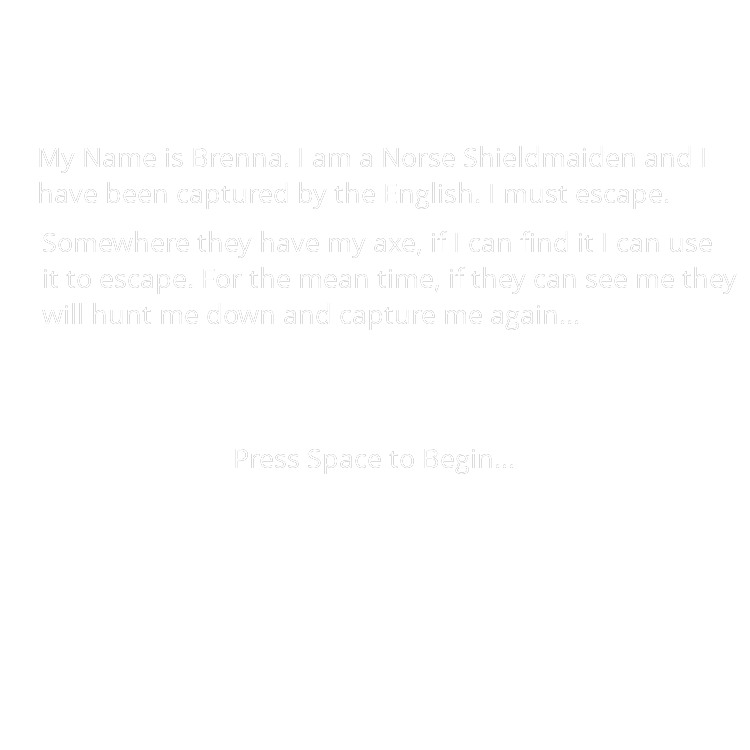 My Name is Brenna. I am a Norse Shieldmaiden and I
have been captured by the English. I must escape.
Somewhere they have my axe, if I can find it I can use
it to escape. For the mean time, if they can see me they
will hunt me down and capture me again...
Press Space to Begin...